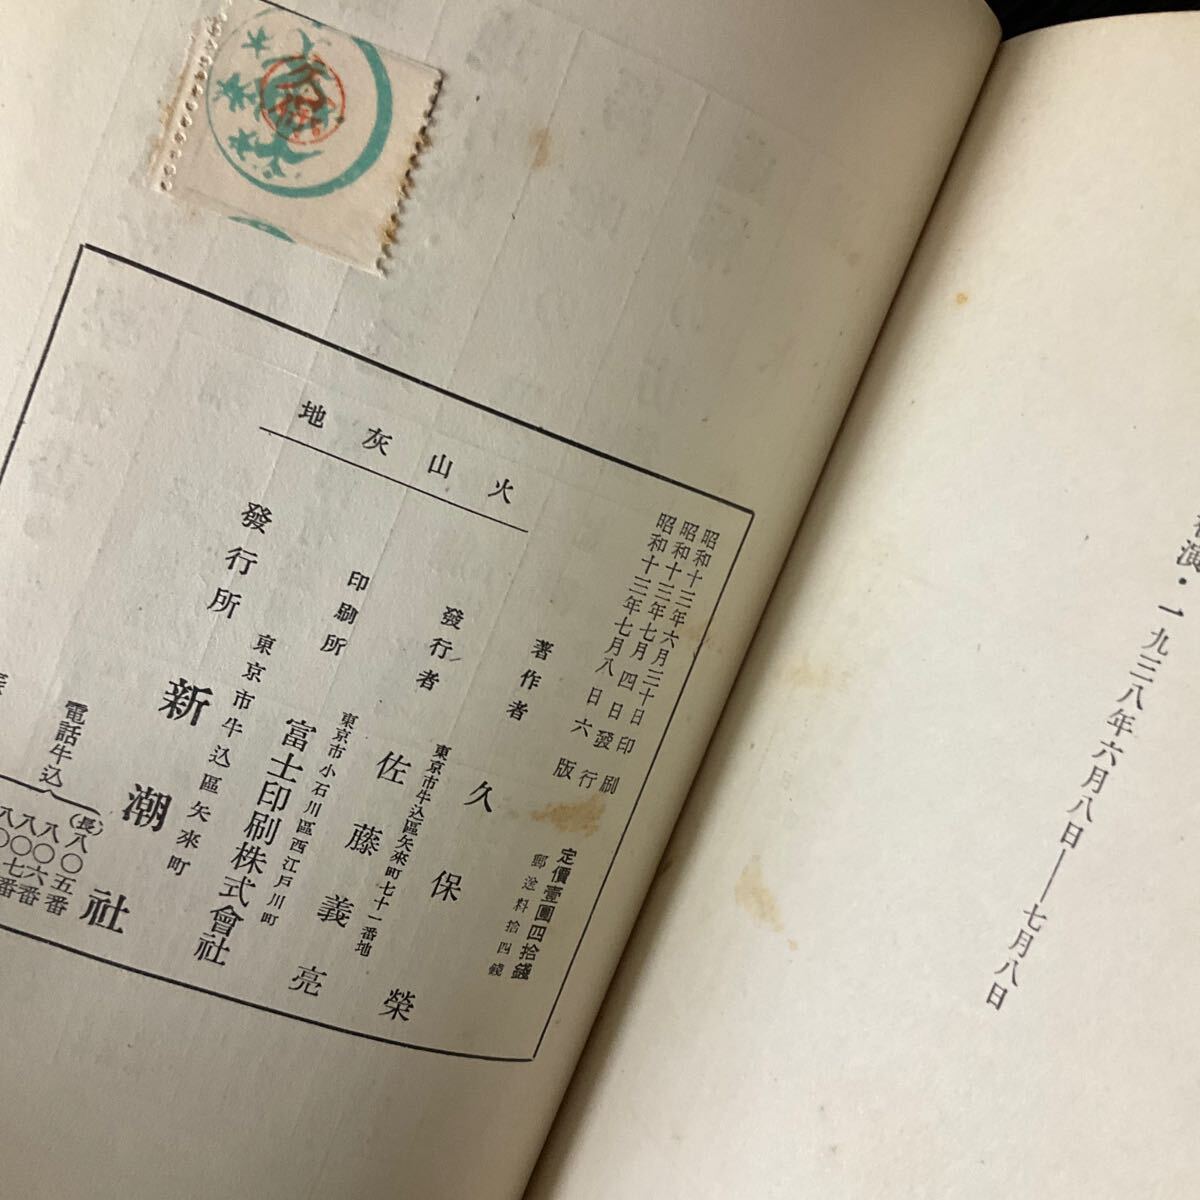 演・一九三八年六月八日――七月八日
火山灰地
昭和十三年六月三十日印刷
昭和十三年七月四日發行
昭和十三年七月八日六版
定價壹圓四拾錢
郵送料拾四錢
著作者 久保榮
東京市牛込區矢來町七十一番地
發行者 佐藤義亮
東京市小石川區西江戸川町
印刷所 富士印刷株式會社
東京市牛込區矢來町
發行所 新潮社
電話牛込
(長)八〇五番
八〇六番
八〇七番